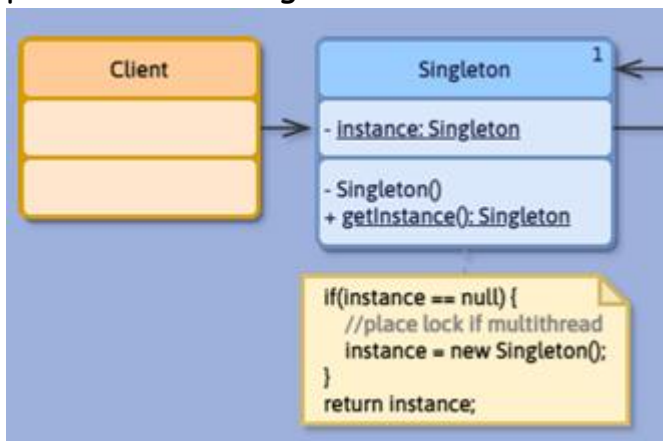 Client
Singleton
1
- instance: Singleton
- Singleton()
+ getInstance(): Singleton
if(instance == null) {
//place lock if multithread
instance = new Singleton();
}
return instance;